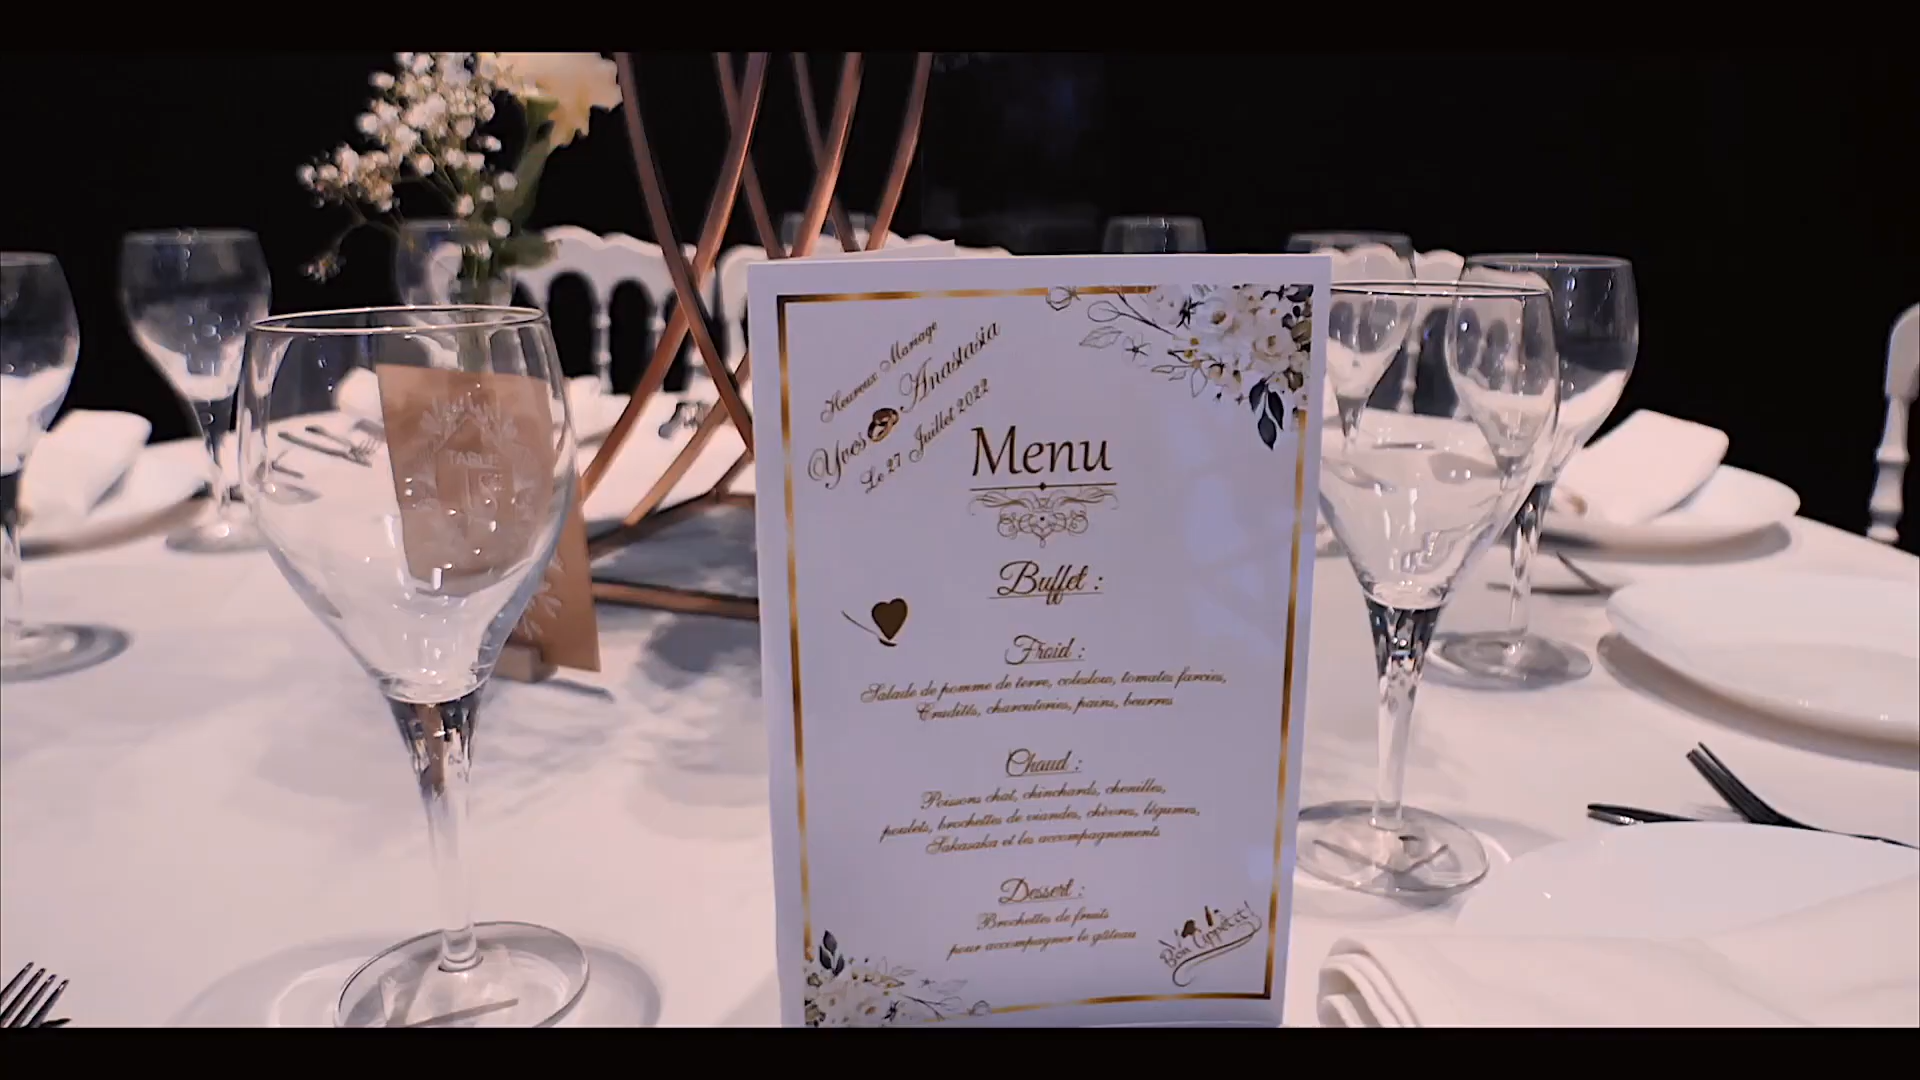 Heureux Mariage
Yves Anastasia
Le 27 Juillet 2022
Menu
Buffet :
Froid :
Salade de pomme de terre, coleslow, tomates farcies,
Crudités, charcuteries, pains, beurres
Chaud :
Poissons chat, chinchards, chenilles,
poulets, brochettes de viandes, chèvres, légumes,
Sakasaka et les accompagnements
Dessert :
Brochettes de fruits
pour accompagner le gâteau
Bon Appétit!
TABLE